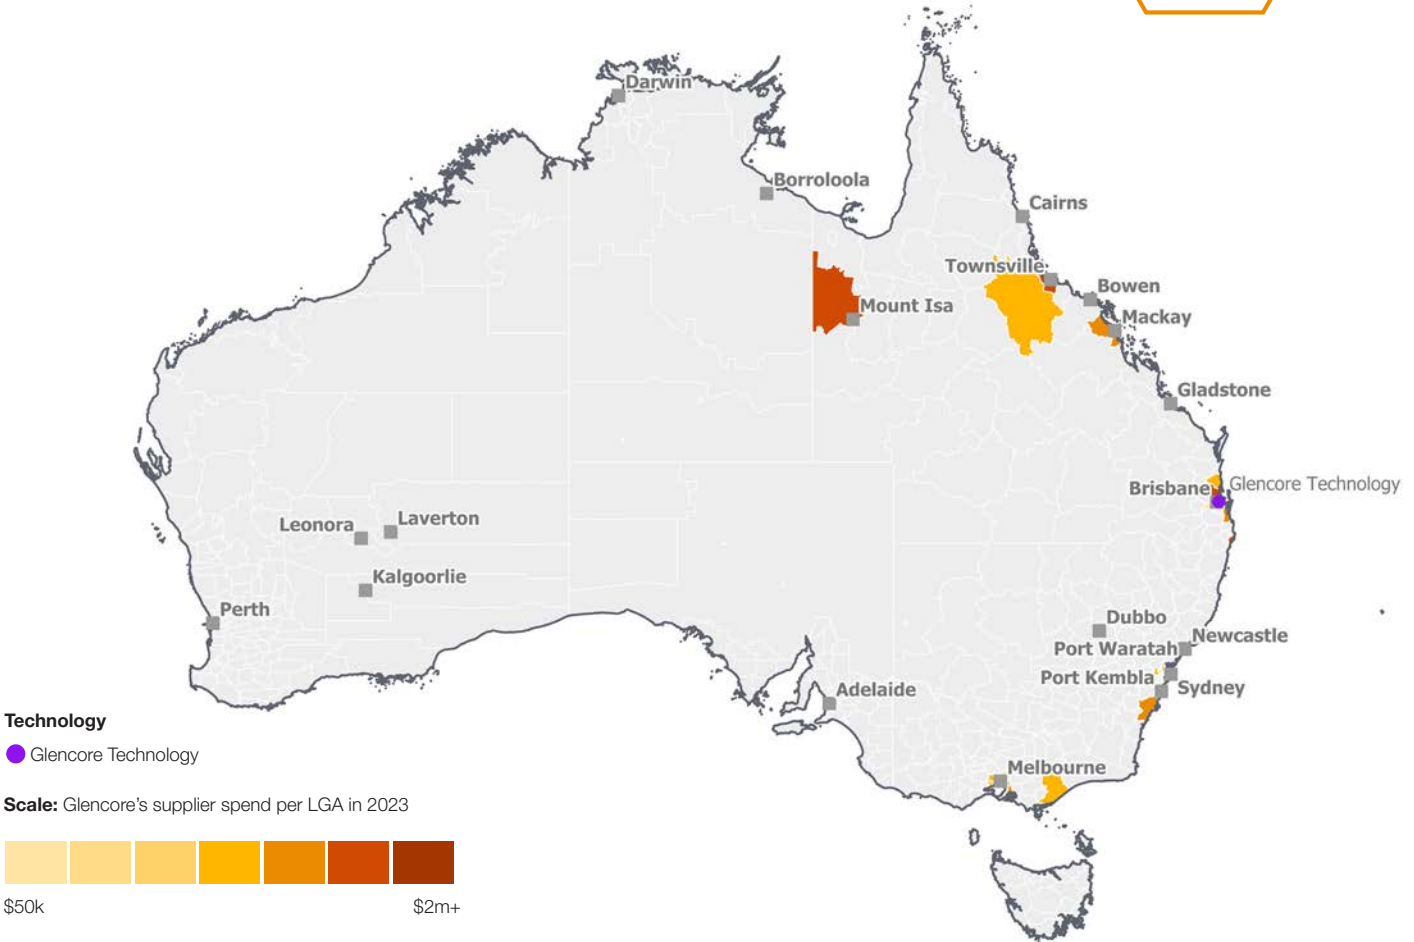 Darwin
Borroloola
Cairns
Townsville
Bowen
Mount Isa
Mackay
Gladstone
Brisbane
Glencore Technology
Leonora
Laverton
Kalgoorlie
Perth
Dubbo
Newcastle
Port Waratah
Port Kembla
Sydney
Adelaide
Melbourne
Technology
Glencore Technology
Scale: Glencore’s supplier spend per LGA in 2023
$50k
$2m+